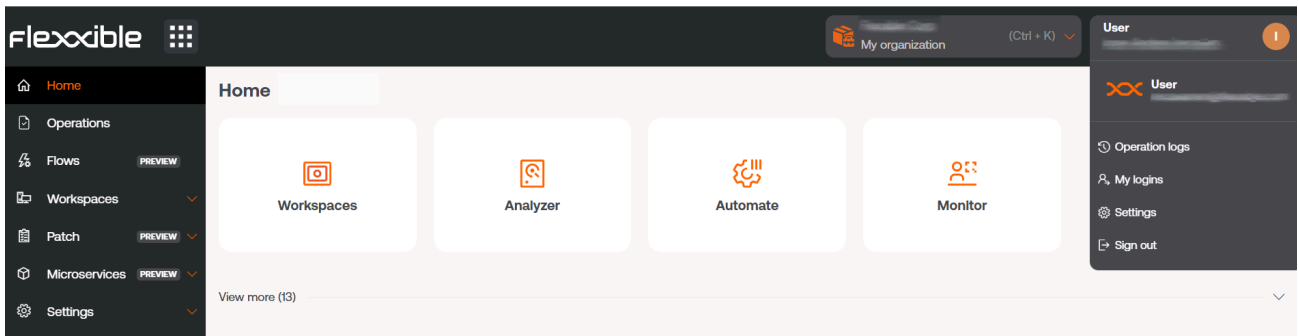 Flexxible
My organization
(Ctrl + K)
User
I
User
Operation logs
My logins
Settings
Sign out
Home
Operations
Flows PREVIEW
Workspaces
Patch PREVIEW
Microservices PREVIEW
Settings
Home
Workspaces
Analyzer
Automate
Monitor
View more (13)